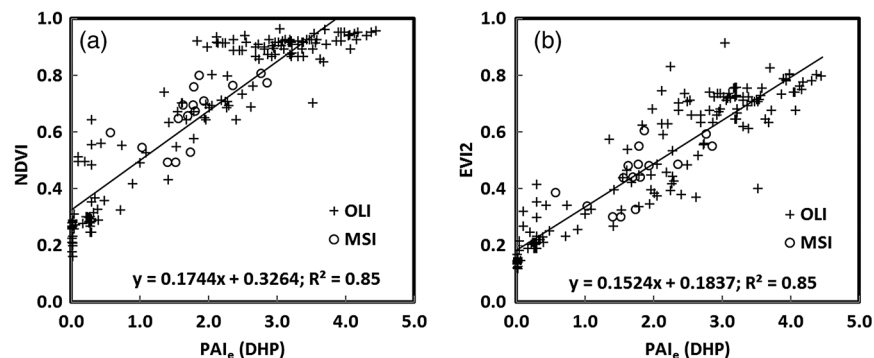 (a)
NDVI
1.0
0.8
0.6
0.4
0.2
0.0
OLI
MSI
y = 0.1744x + 0.3264; R² = 0.85
0.0 1.0 2.0 3.0 4.0 5.0
PAIe (DHP)
(b)
EVI2
1.0
0.8
0.6
0.4
0.2
0.0
OLI
MSI
y = 0.1524x + 0.1837; R² = 0.85
0.0 1.0 2.0 3.0 4.0 5.0
PAIe (DHP)